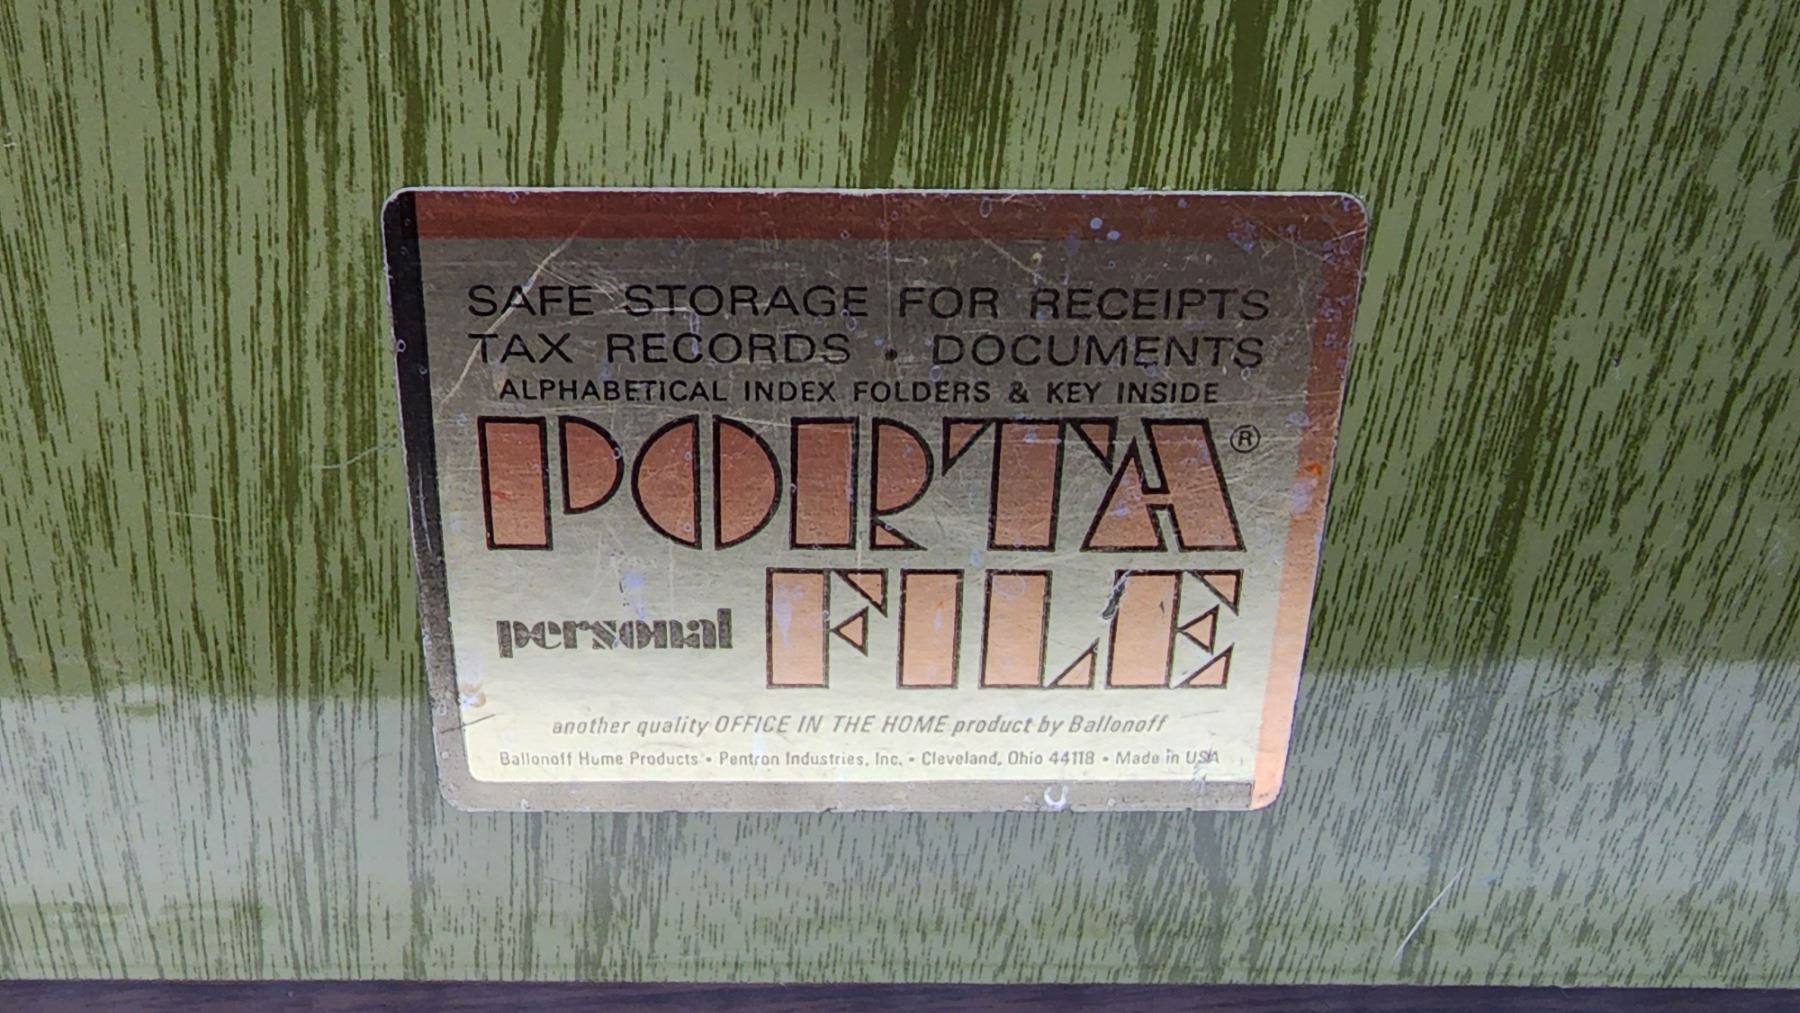 SAFE STORAGE FOR RECEIPTS
TAX RECORDS • DOCUMENTS
ALPHABETICAL INDEX FOLDERS & KEY INSIDE
PORTA®
personal FILE
another quality OFFICE IN THE HOME product by Ballonoff
Ballonoff Home Products • Pentron Industries, Inc. • Cleveland, Ohio 44118 • Made in USA